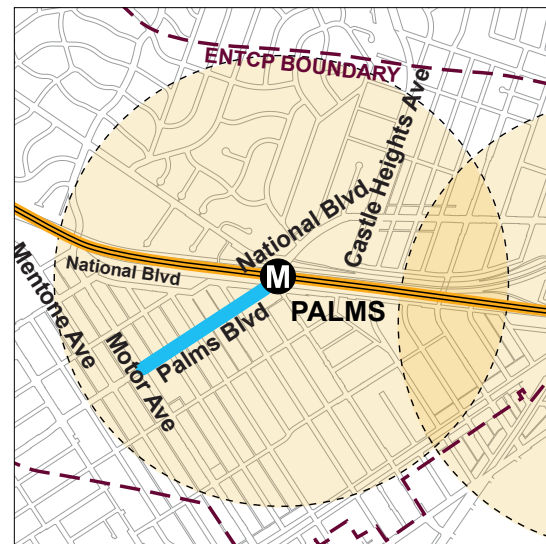 ENTCP BOUNDARY
Castle Heights Ave
National Blvd
National Blvd
M
PALMS
Mentone Ave
Motor Ave
Palms Blvd